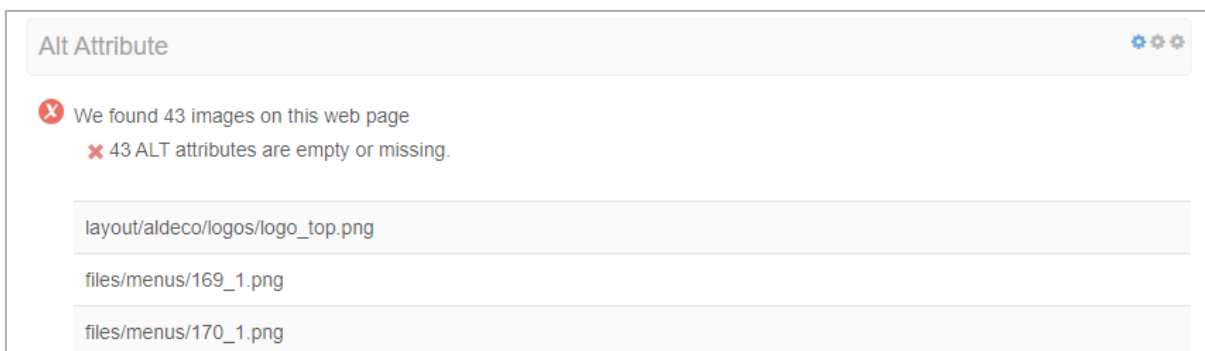 Alt Attribute
We found 43 images on this web page
43 ALT attributes are empty or missing.
layout/aldeco/logos/logo_top.png
files/menus/169_1.png
files/menus/170_1.png